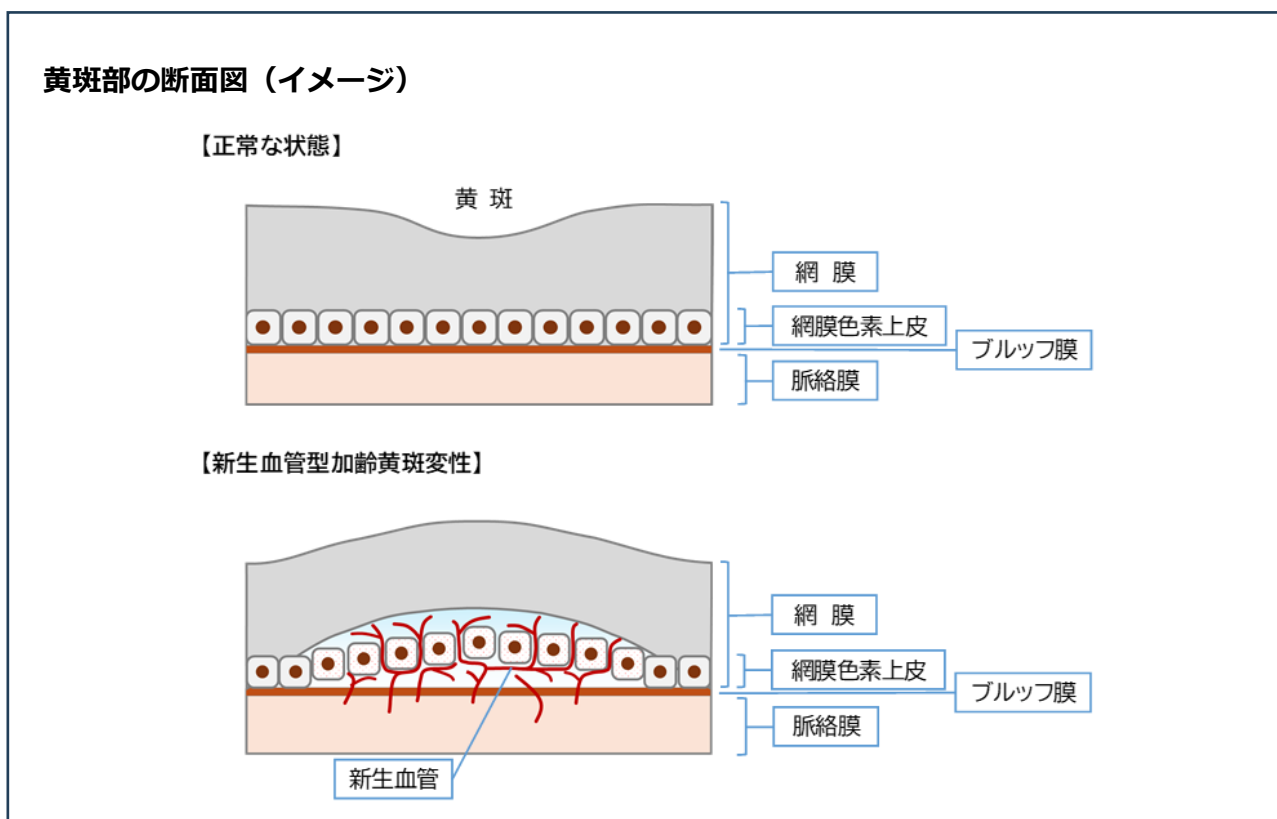 黄斑部の断面図（イメージ）
【正常な状態】
黄 斑
網 膜
網膜色素上皮
ブルッフ膜
脈絡膜
【新生血管型加齢黄斑変性】
網 膜
網膜色素上皮
ブルッフ膜
脈絡膜
新生血管